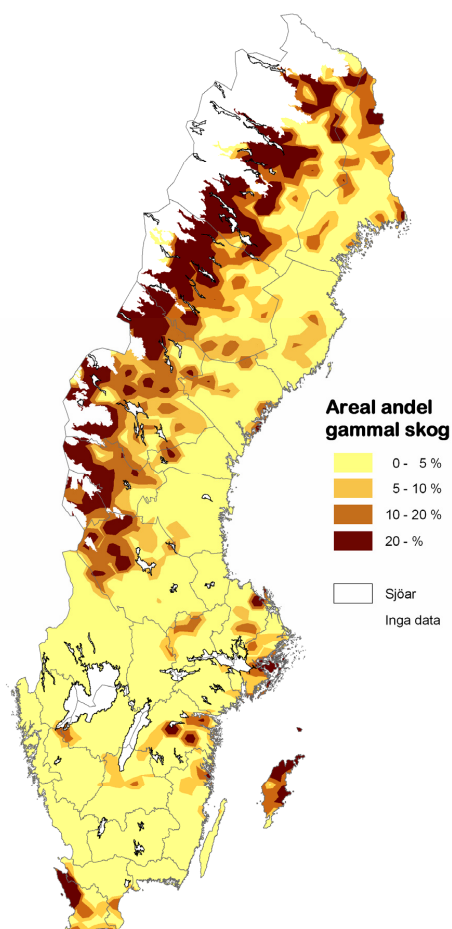 Areal andel
gammal skog
0 - 5 %
5 - 10 %
10 - 20 %
20 - %
Sjöar
Inga data